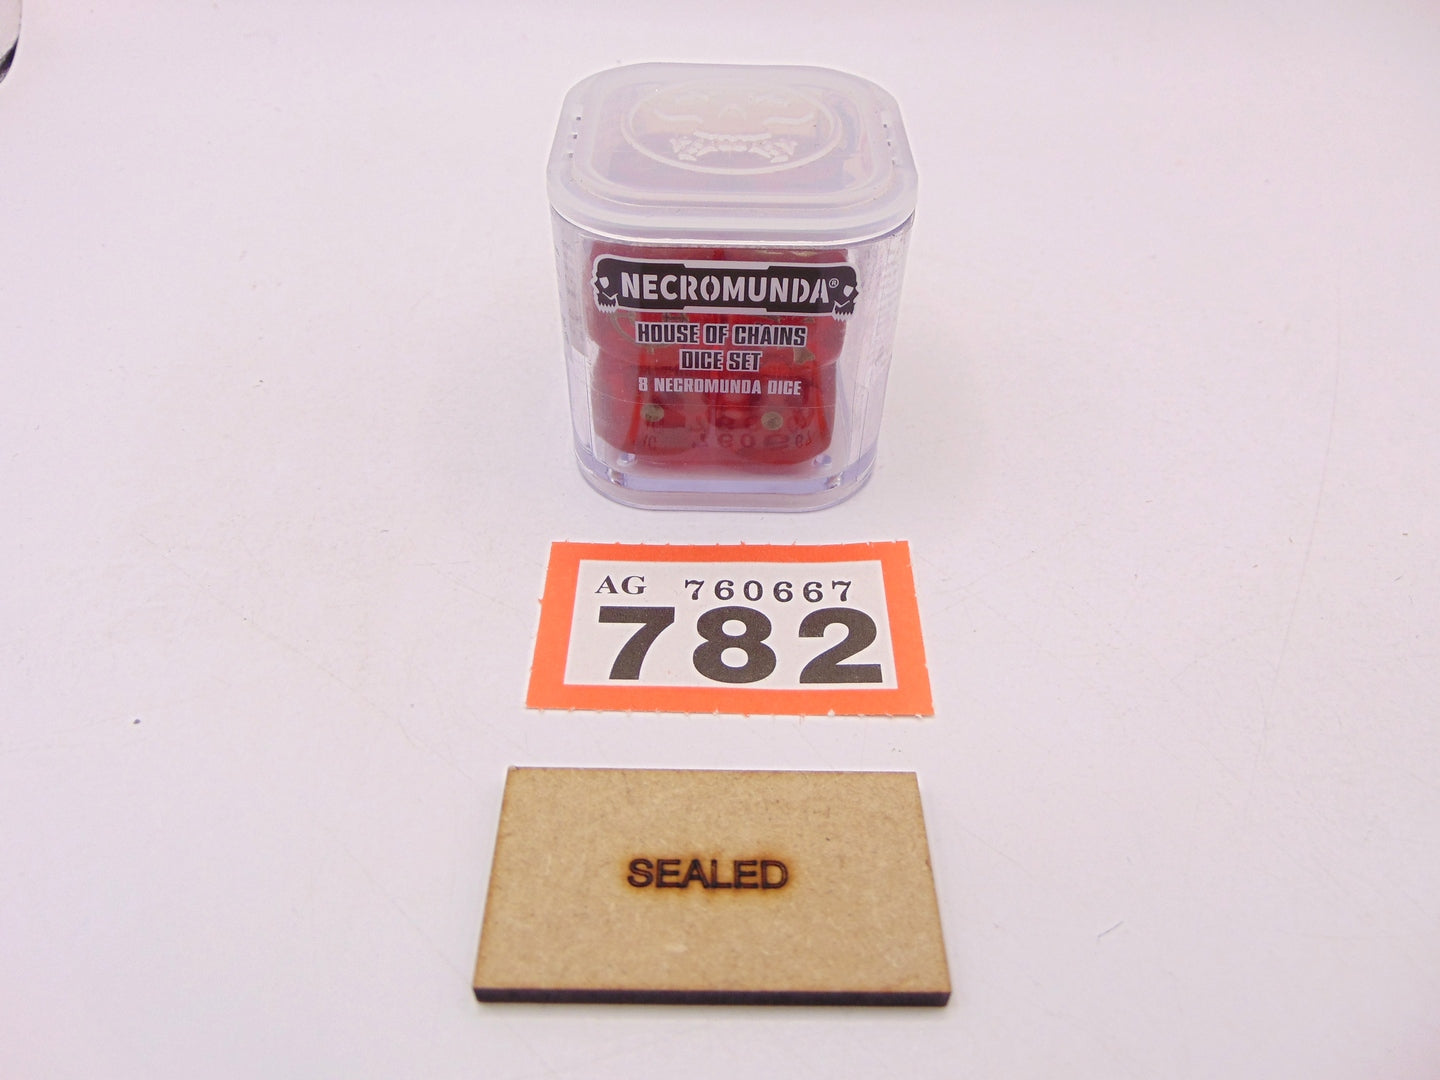 NECROMUNDA®
HOUSE OF CHAINS
DICE SET
8 NECROMUNDA DICE
AG 760667
782
SEALED